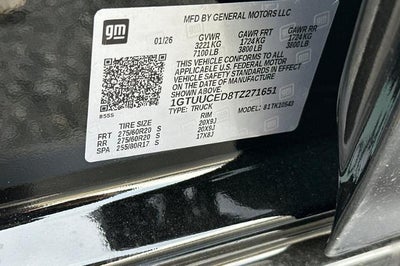 gm
MFD BY GENERAL MOTORS LLC
01/26 GVWR GAWR FRT GAWR RR
3221KG 1724 KG 1724 KG
7100 LB 3800 LB 3800 LB
THIS VEHICLE CONFORMS TO ALL
APPLICABLE U.S. FEDERAL MOTOR
VEHICLE SAFETY STANDARDS IN
EFFECT ON THE DATE OF
MANUFACTURE SHOWN ABOVE.
1GTUUCED8TZ271651
TYPE: TRUCK MODEL: 81TK10543
TIRE SIZE RIM
FRT 275/60R20 S 20X9J
RR 275/60R20 S 20X9J
SPA 255/80R17 S 17X8J